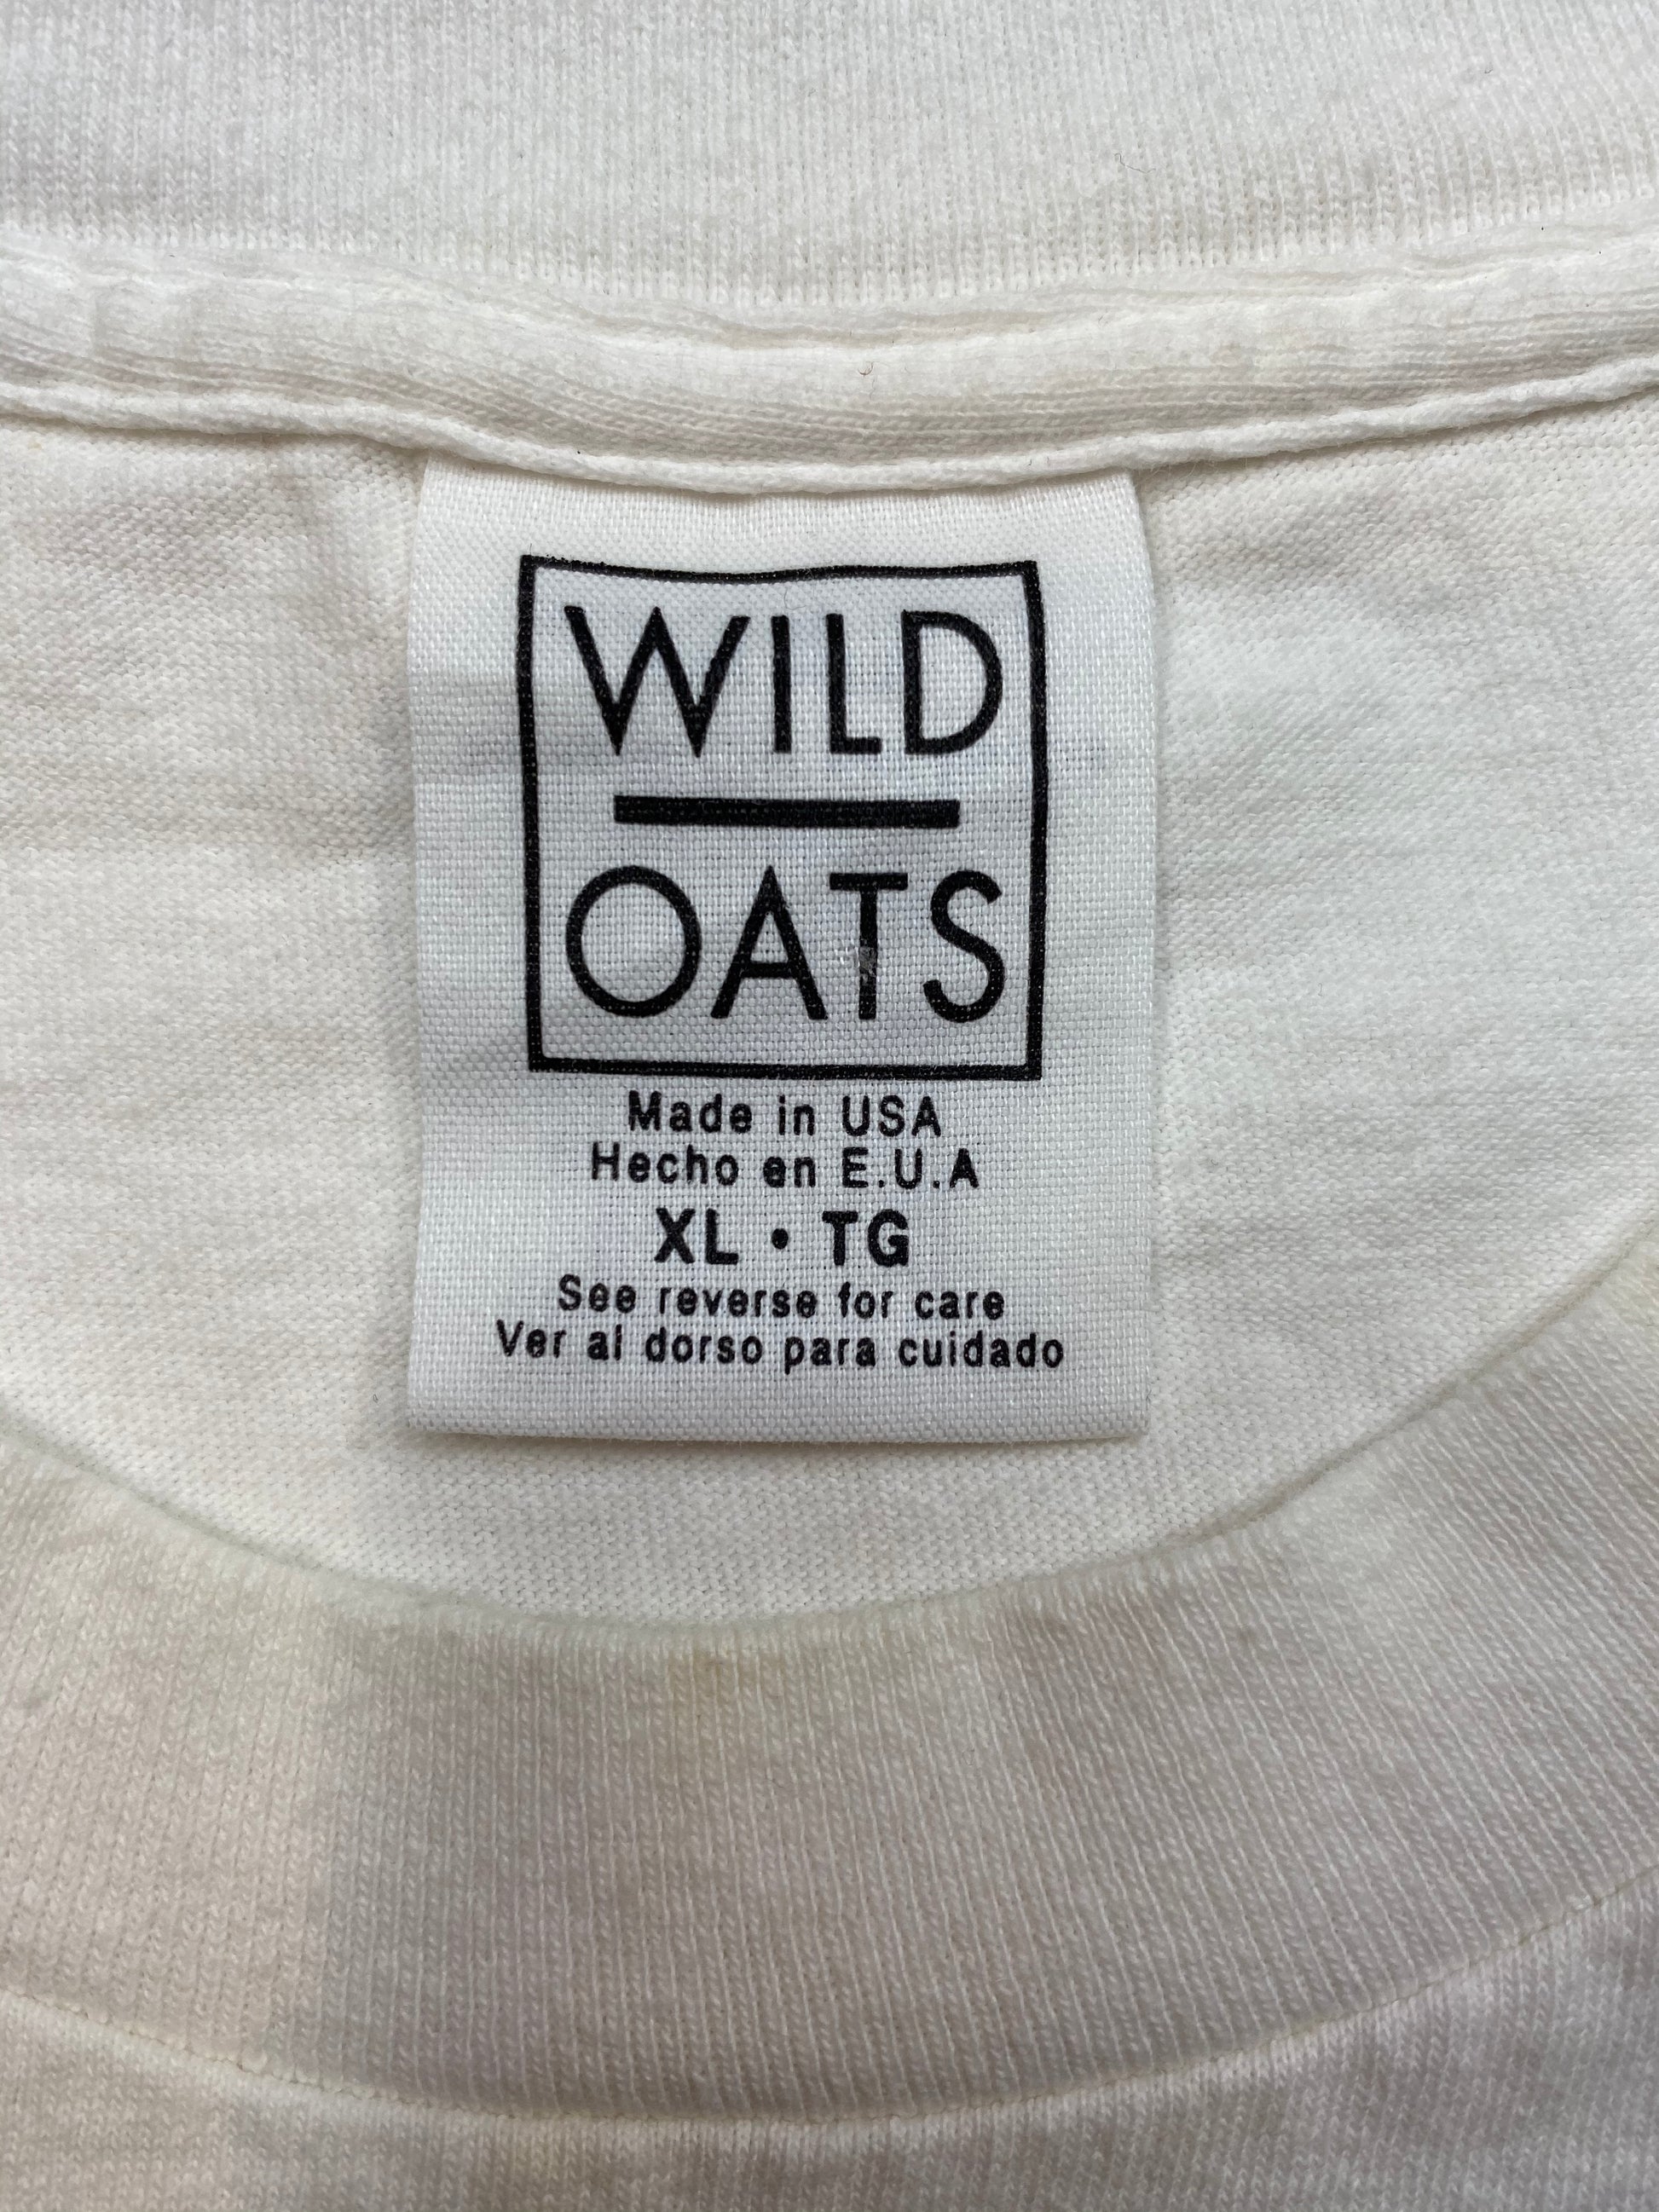 WILD
OATS
Made in USA
Hecho en E.U.A
XL • TG
See reverse for care
Ver al dorso para cuidado